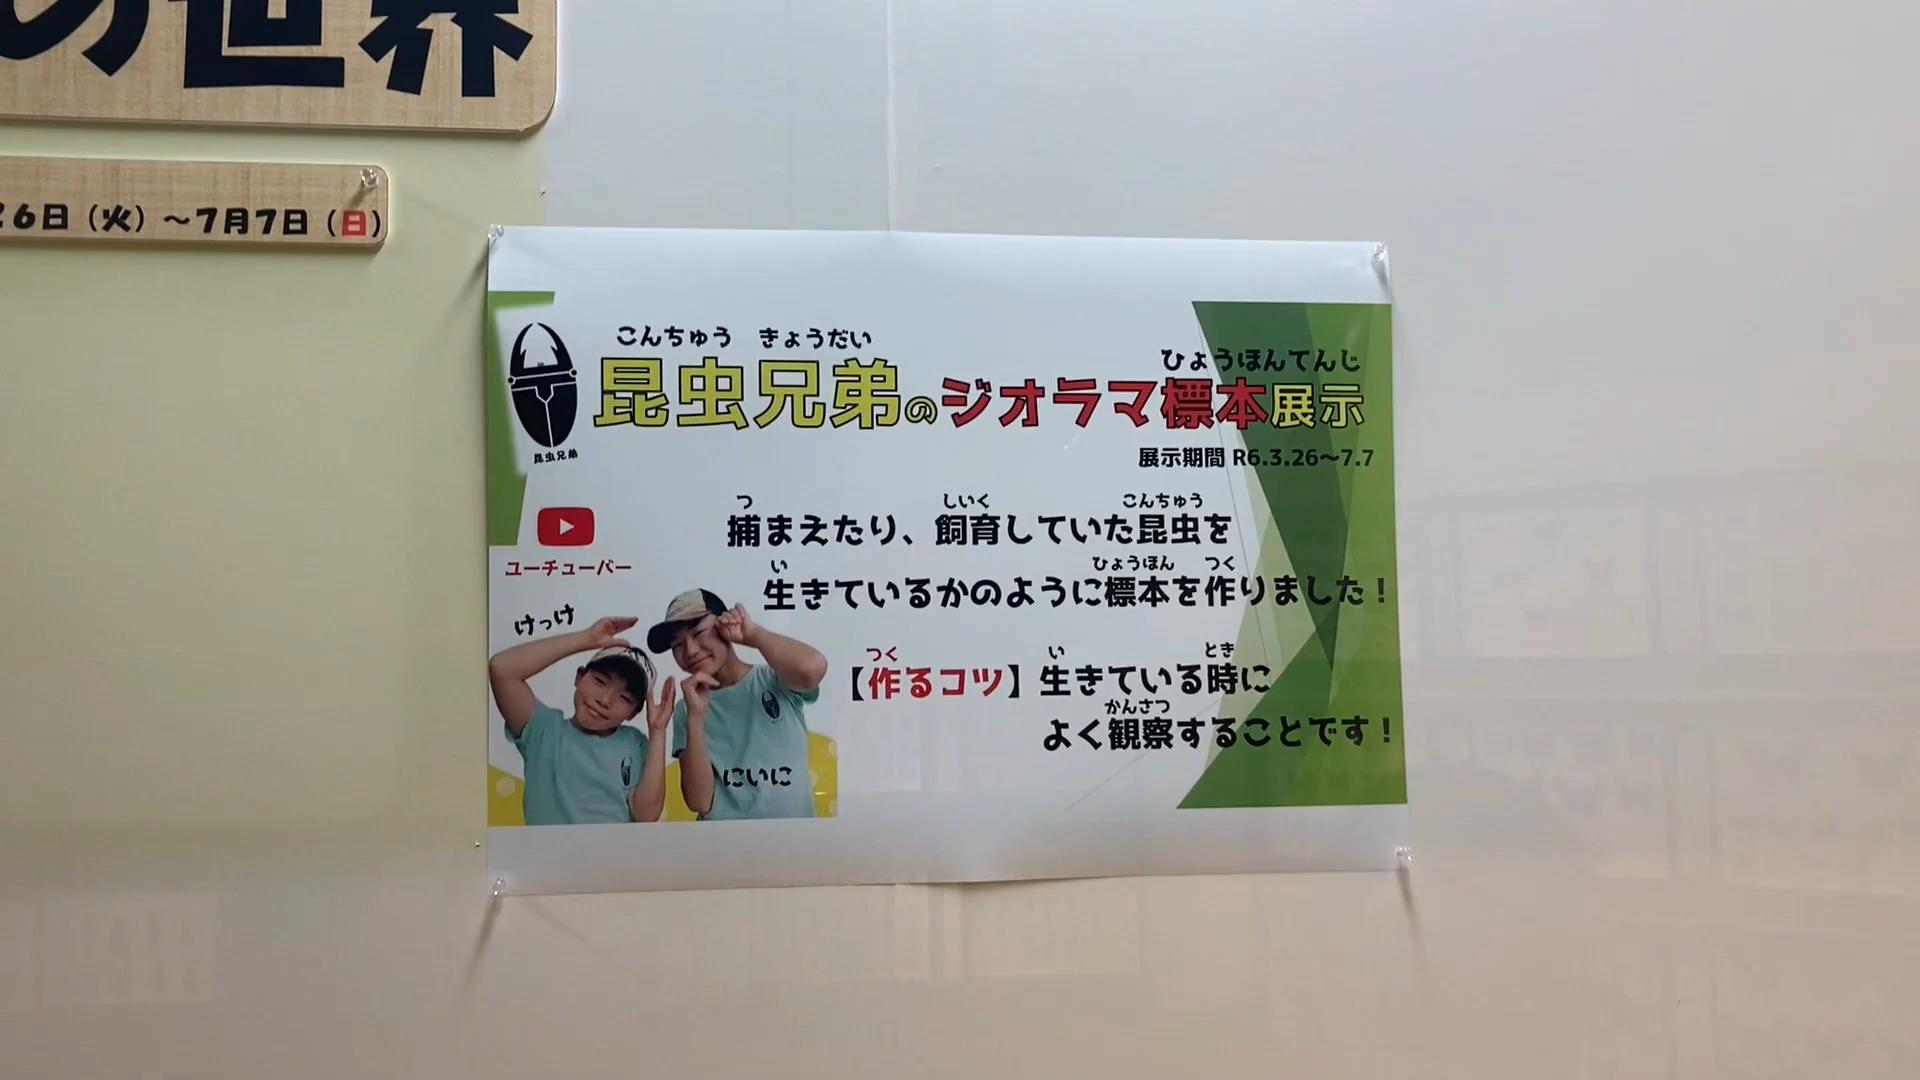 の世界
26日（火）～7月7日（日）
こんちゅう きょうだい
ひょうほんてんじ
昆虫兄弟のジオラマ標本展示
昆虫兄弟
展示期間 R6.3.26～7.7
つ しいく こんちゅう
捕まえたり、飼育していた昆虫を
い ひょうほん つく
生きているかのように標本を作りました！
ユーチューバー
けっけ
にいに
つく い とき
【作るコツ】生きている時に
かんさつ
よく観察することです！